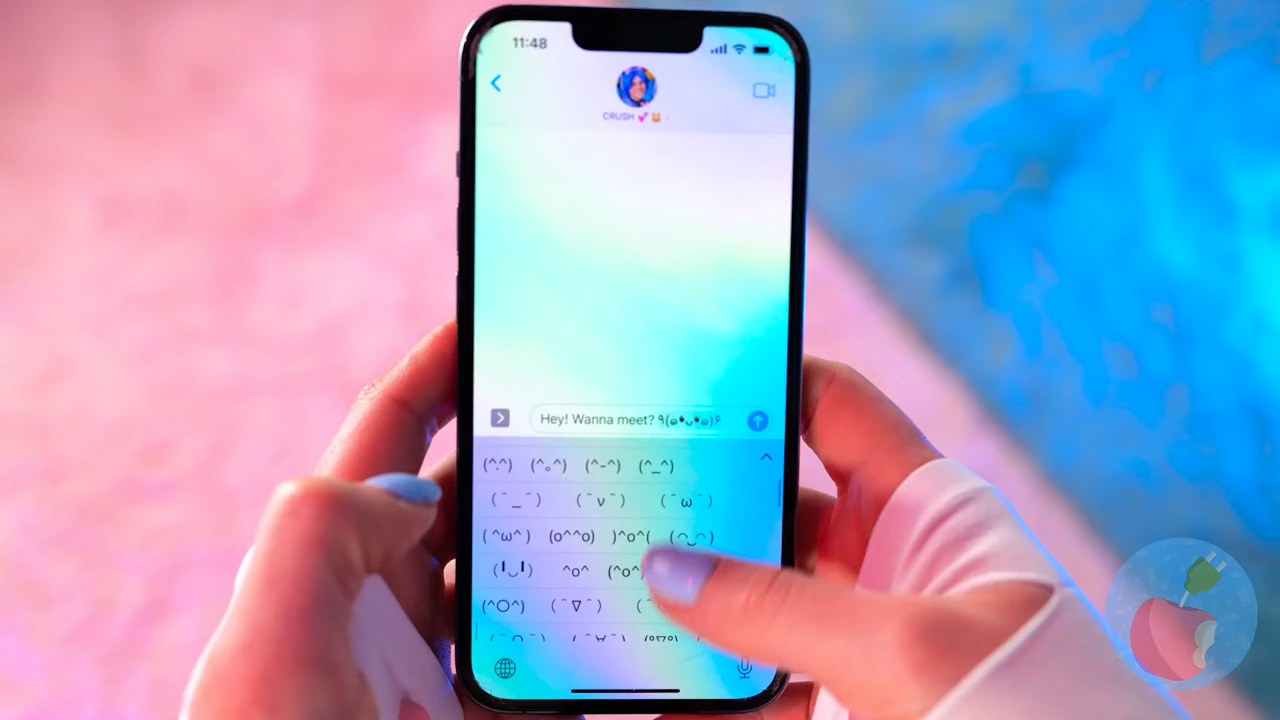 11:48
CRUSH 💕 🐹
Hey! Wanna meet? ٩(๑❛ᴗ❛๑)۶
(^.^) (^。^) (^-^) (^_^)
(¯_¯) (¯v¯) (¯ω¯)
(^ω^) (o^^o) )^o^( (◠‿◠)
(╹◡╹) ^o^ (^o^)
(^O^) (¯∇¯)